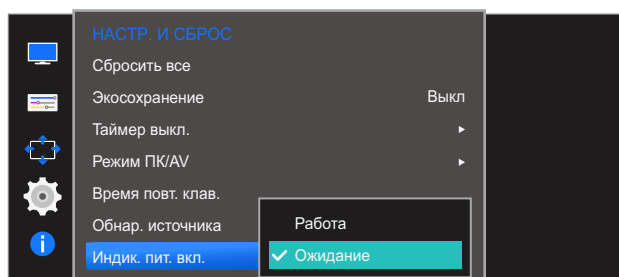 НАСТР. И СБРОС
Сбросить все
Экосохранение Выкл
Таймер выкл.
Режим ПК/AV
Время повт. клав.
Обнар. источника
Работа
Индик. пит. вкл.
Ожидание